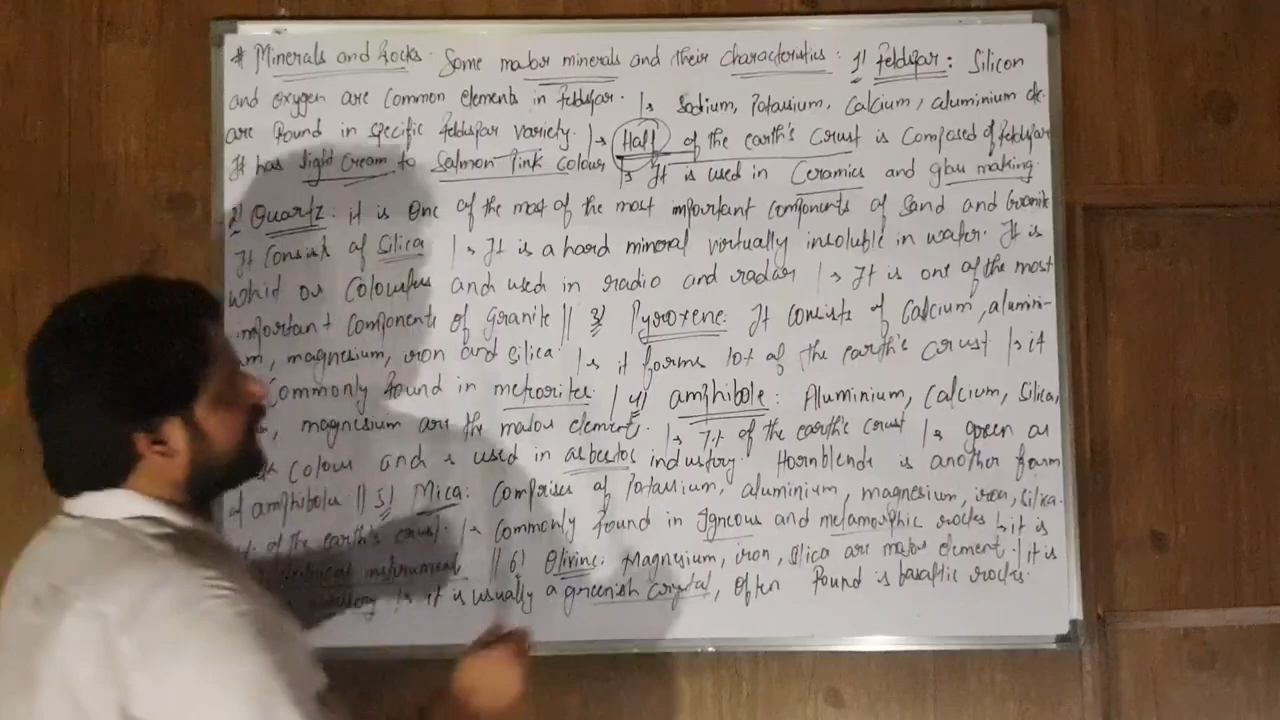 # Minerals and Rocks. Some major minerals and their characteristics: 1) feldspar: Silicon
and oxygen are common elements in feldspar. |→ Sodium, Potassium, Calcium, aluminium etc.
are found in specific feldspar variety. |→ Half of the earth's crust is composed of feldspar
It has light cream to Salmon Pink colour |→ It is used in Ceramics and glass making.
2) Quartz: it is one of the most of the most important components of Sand and Granite
It consist of Silica |→ It is a hard mineral virtually insoluble in water. It is
or colourless and used in radio and radar |→ It is one of the most
important components of Granite || 3) Pyroxene: It consists of Calcium, alumini-
m, magnesium, iron and Silica. |→ it forms 10% of the earth's crust |→ it
commonly found in meteorites. | 4) amphibole: Aluminium, Calcium, Silica,
magnesium are the major element. |→ 7% of the earth's crust |→ green or
colour and is used in asbestos industry. Hornblende is another form
of amphibole || 5) Mica: Comprises of Potassium, aluminium, magnesium, iron, Silica.
of the earth's crust. |→ Commonly found in Igneous and metamorphic rocks |→ it is
instrument || 6) Olivine: Magnesium, iron, Silica are major element. | it is
|→ it is usually a greenish crystal, often found is basaltic rocks.